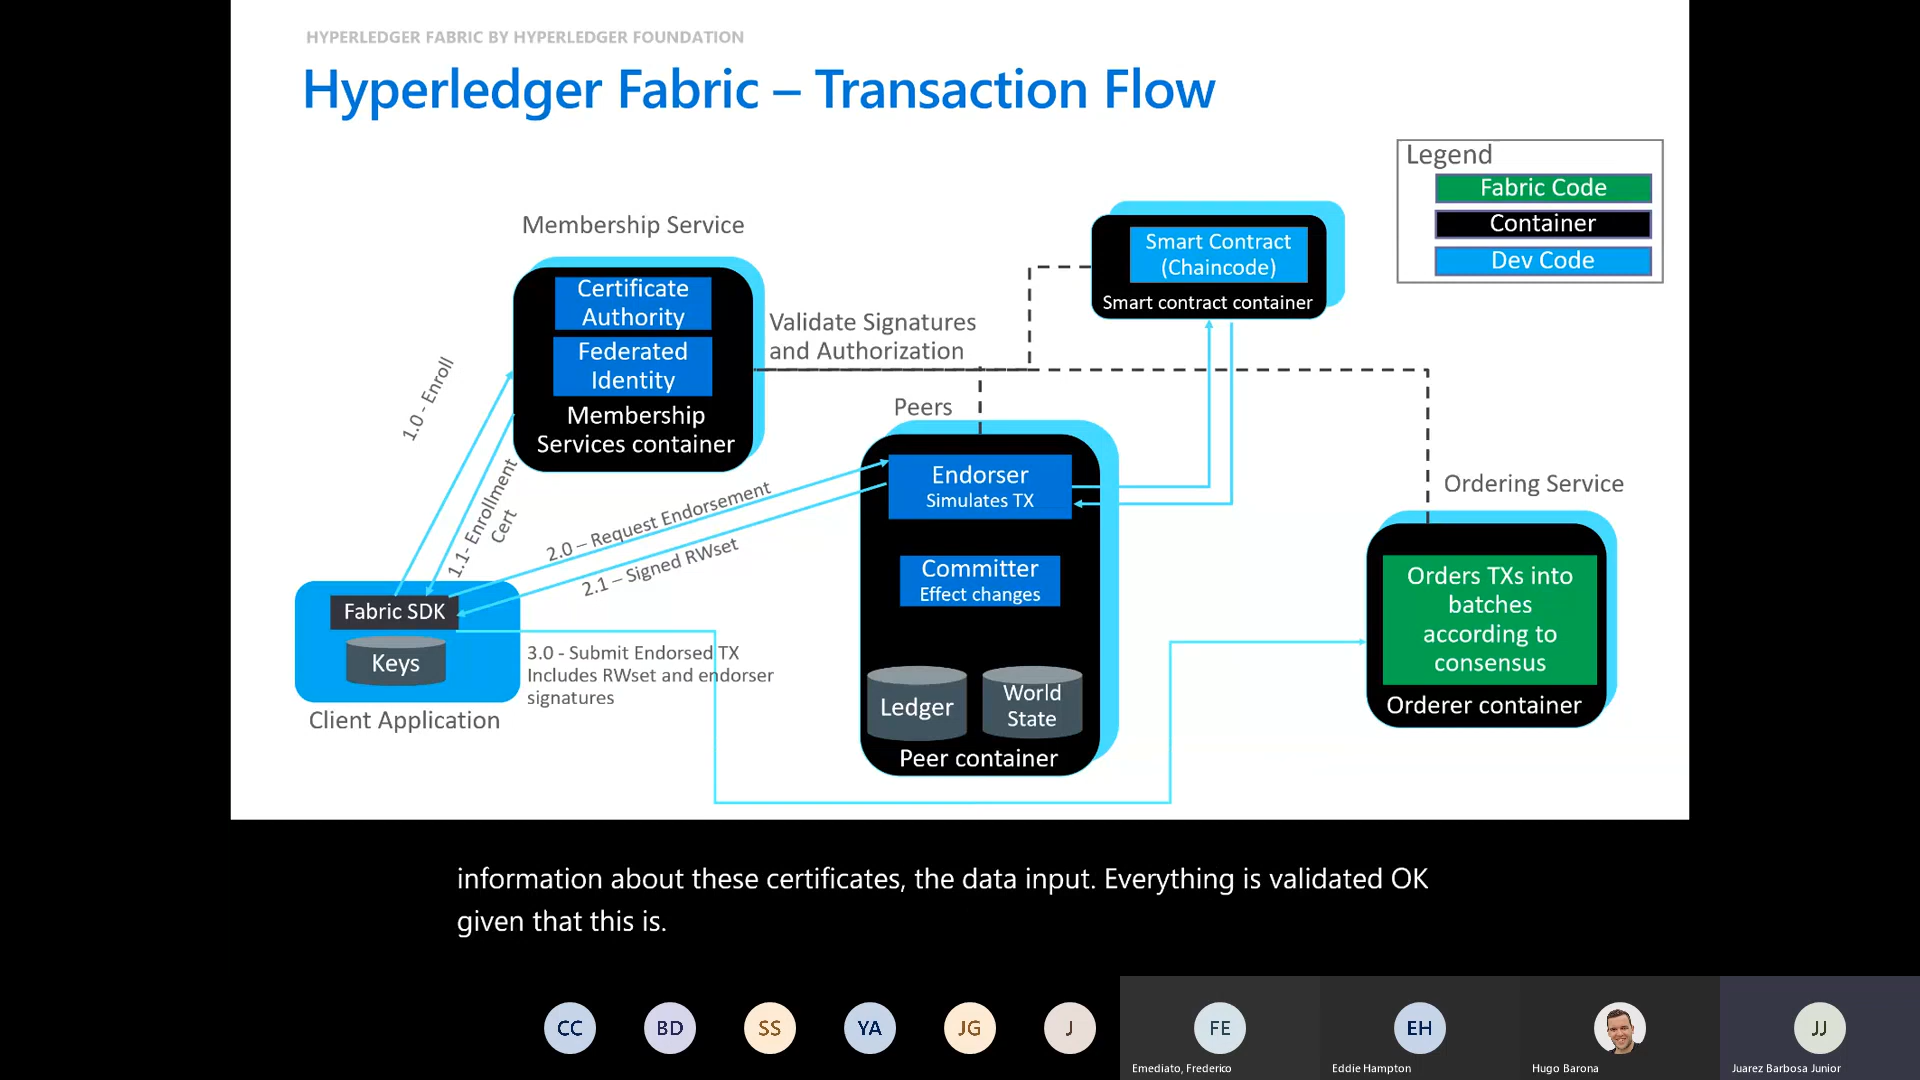 HYPERLEDGER FABRIC BY HYPERLEDGER FOUNDATION
Hyperledger Fabric – Transaction Flow
Legend
Fabric Code
Container
Dev Code
Membership Service
Certificate
Authority
Federated
Identity
Membership
Services container
Validate Signatures
and Authorization
Smart Contract
(Chaincode)
Smart contract container
1.0 - Enroll
1.1- Enrollment
Cert
2.0 – Request Endorsement
2.1 – Signed RWset
Peers
Endorser
Simulates TX
Committer
Effect changes
Ledger
World
State
Peer container
Ordering Service
Orders TXs into
batches
according to
consensus
Orderer container
Fabric SDK
Keys
Client Application
3.0 - Submit Endorsed TX
Includes RWset and endorser
signatures
information about these certificates, the data input. Everything is validated OK
given that this is.
CC
BD
SS
YA
JG
J
FE
EH
JJ
Emediato, Frederico
Eddie Hampton
Hugo Barona
Juarez Barbosa Junior